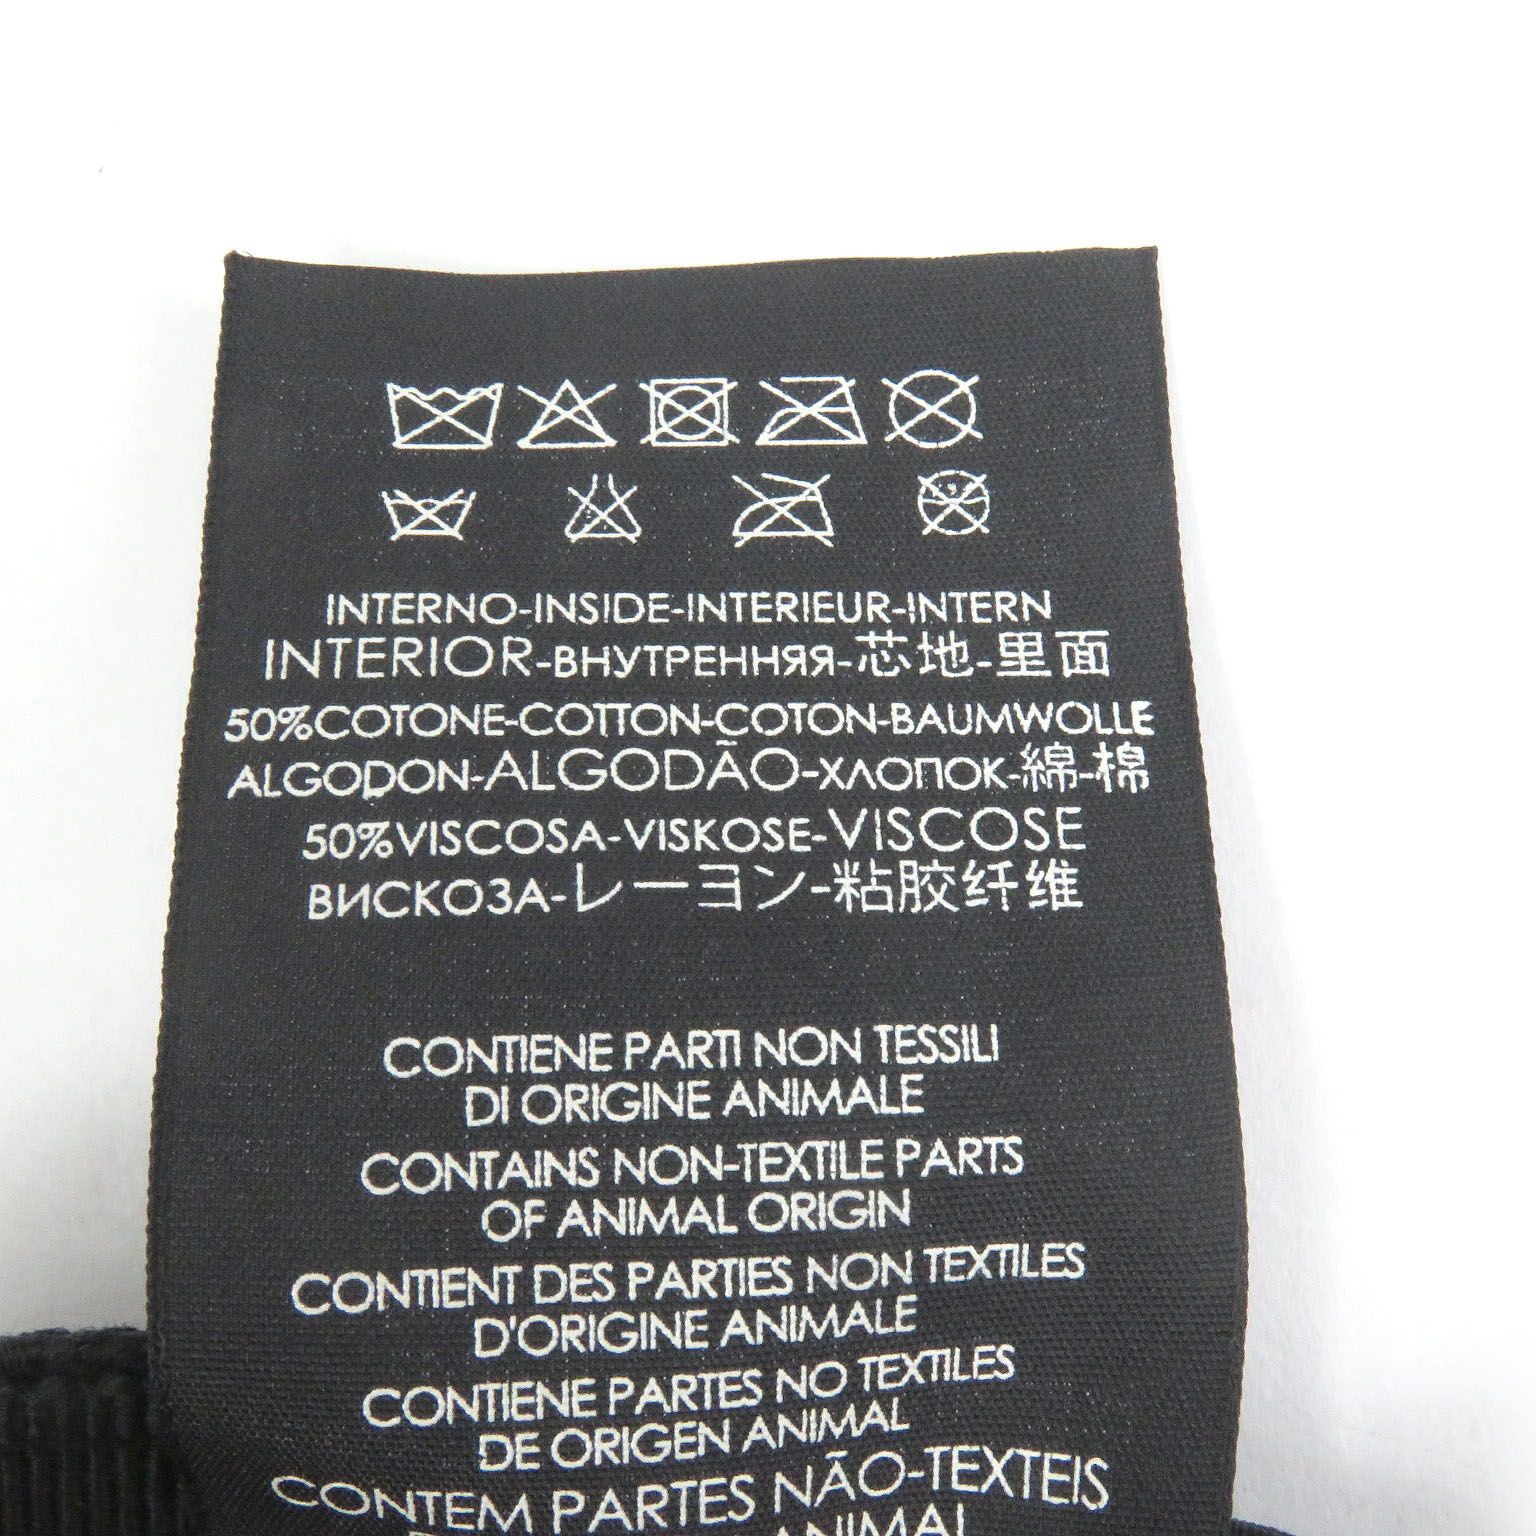 INTERNO-INSIDE-INTERIEUR-INTERN
INTERIOR-ВНУТРЕННЯЯ-芯地-里面
50%COTONE-COTTON-COTON-BAUMWOLLE
ALGODON-ALGODÃO-ХЛОПОК-綿-棉
50%VISCOSA-VISKOSE-VISCOSE
ВИСКОЗА-レーヨン-粘胶纤维
CONTIENE PARTI NON TESSILI
DI ORIGINE ANIMALE
CONTAINS NON-TEXTILE PARTS
OF ANIMAL ORIGIN
CONTIENT DES PARTIES NON TEXTILES
D'ORIGINE ANIMALE
CONTIENE PARTES NO TEXTILES
DE ORIGEN ANIMAL
CONTEM PARTES NÃO-TEXTEIS
ANIMAL